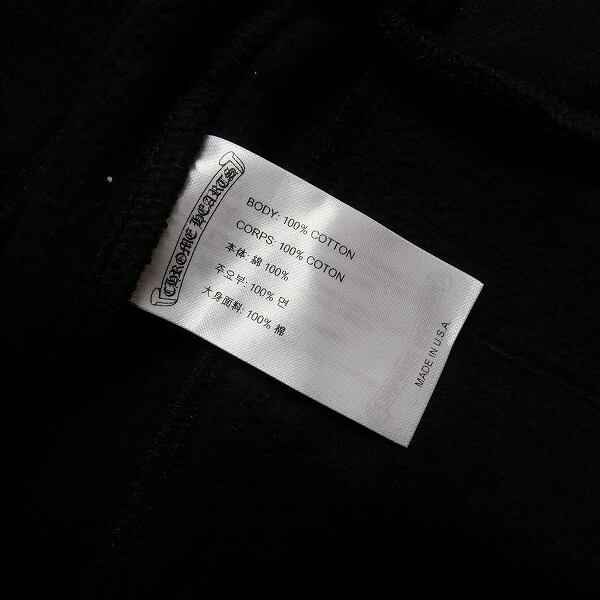 CHROME HEARTS
BODY: 100% COTTON
CORPS: 100% COTON
本体: 綿 100%
주오부: 100% 면
大身面料: 100% 棉
MADE IN U.S.A.